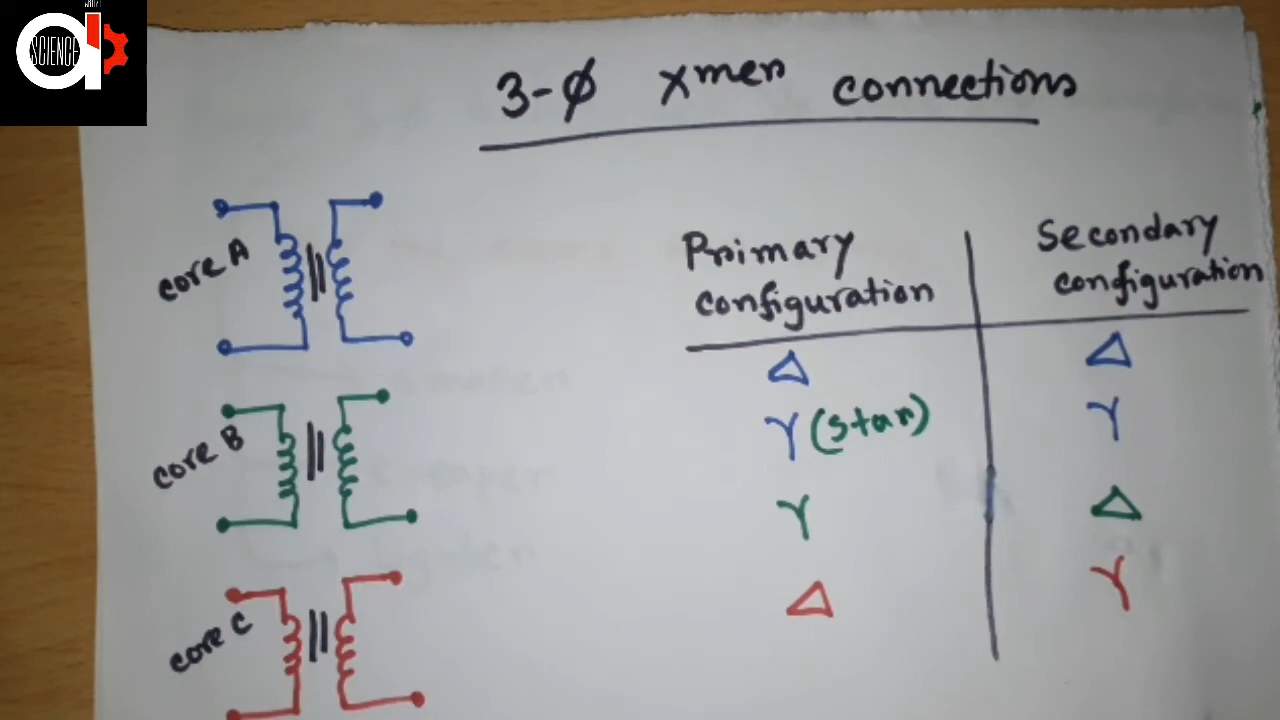 SCIENCE
3-Φ xmer connections
core A
core B
core C
Primary configuration
Secondary configuration
Δ Δ
Y (star) Y
Y Δ
Δ Y